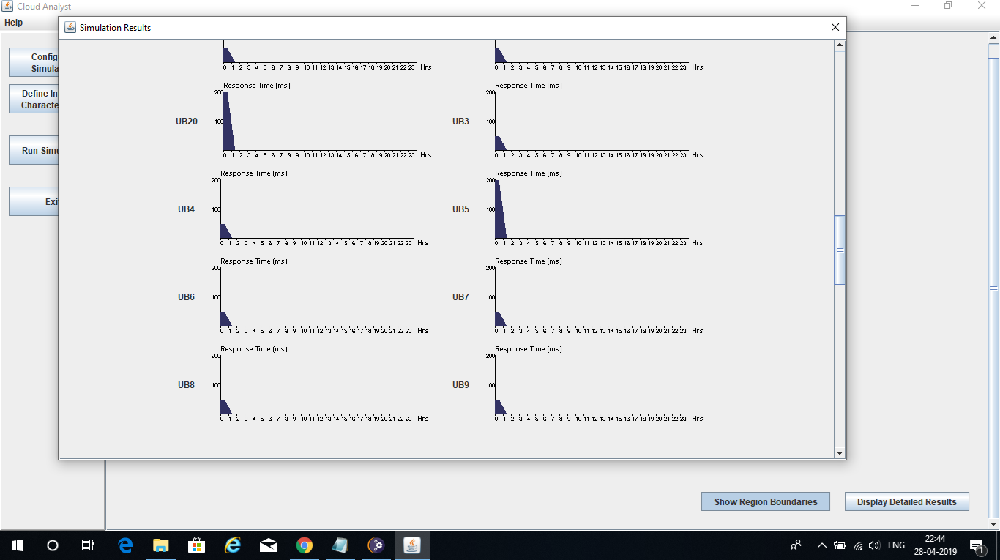 Cloud Analyst
Help
Simulation Results
Config
Simula
Define In
Characte
Run Simu
Exi
0 1 2 3 4 5 6 7 8 9 10 11 12 13 14 15 16 17 18 19 20 21 22 23 Hrs
0 1 2 3 4 5 6 7 8 9 10 11 12 13 14 15 16 17 18 19 20 21 22 23 Hrs
Response Time (ms)
200
UB20
100
0 1 2 3 4 5 6 7 8 9 10 11 12 13 14 15 16 17 18 19 20 21 22 23 Hrs
Response Time (ms)
200
UB3
100
0 1 2 3 4 5 6 7 8 9 10 11 12 13 14 15 16 17 18 19 20 21 22 23 Hrs
Response Time (ms)
200
UB4
100
0 1 2 3 4 5 6 7 8 9 10 11 12 13 14 15 16 17 18 19 20 21 22 23 Hrs
Response Time (ms)
200
UB5
100
0 1 2 3 4 5 6 7 8 9 10 11 12 13 14 15 16 17 18 19 20 21 22 23 Hrs
Response Time (ms)
200
UB6
100
0 1 2 3 4 5 6 7 8 9 10 11 12 13 14 15 16 17 18 19 20 21 22 23 Hrs
Response Time (ms)
200
UB7
100
0 1 2 3 4 5 6 7 8 9 10 11 12 13 14 15 16 17 18 19 20 21 22 23 Hrs
Response Time (ms)
200
UB8
100
0 1 2 3 4 5 6 7 8 9 10 11 12 13 14 15 16 17 18 19 20 21 22 23 Hrs
Response Time (ms)
200
UB9
100
0 1 2 3 4 5 6 7 8 9 10 11 12 13 14 15 16 17 18 19 20 21 22 23 Hrs
Show Region Boundaries
Display Detailed Results
ENG
22:44
28-04-2019
1